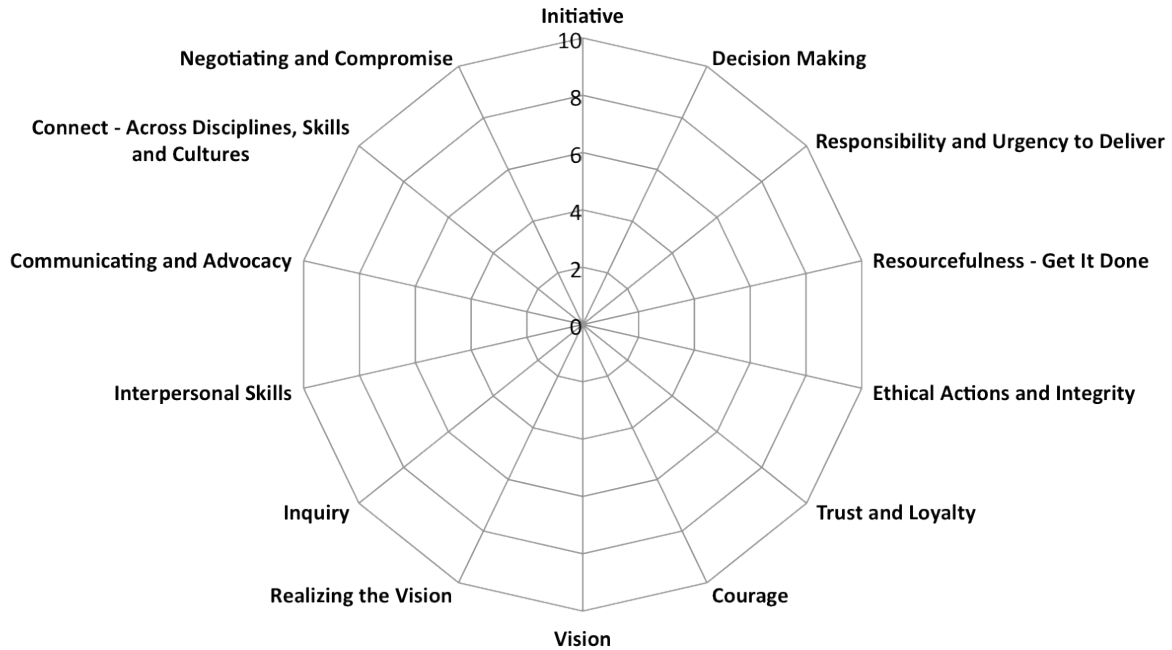 Initiative
10
Negotiating and Compromise
Decision Making
8
Connect - Across Disciplines, Skills
and Cultures
Responsibility and Urgency to Deliver
6
4
Communicating and Advocacy
Resourcefulness - Get It Done
2
0
Interpersonal Skills
Ethical Actions and Integrity
Inquiry
Trust and Loyalty
Realizing the Vision
Courage
Vision